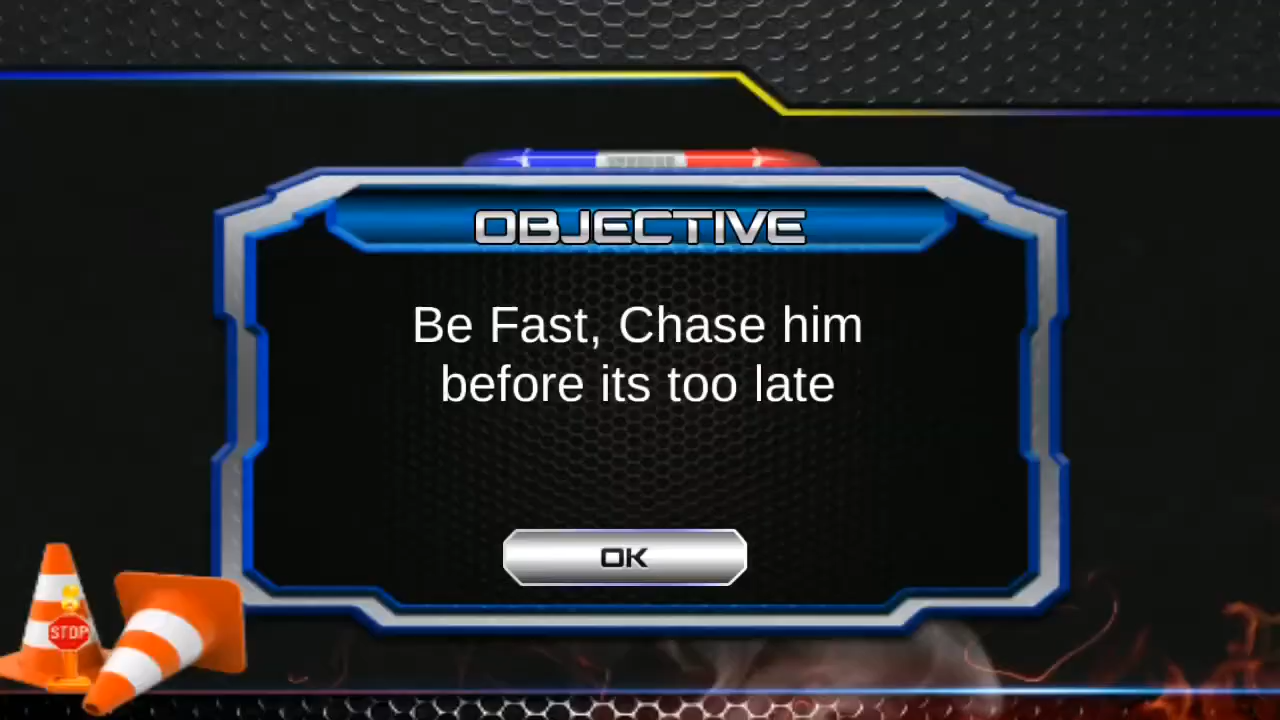 OBJECTIVE
Be Fast, Chase him
before its too late
OK
STOP